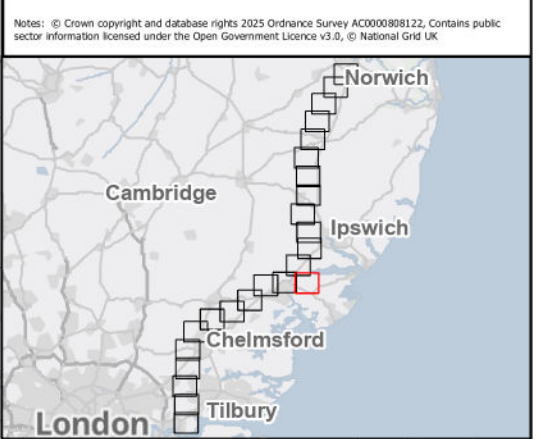 Notes: © Crown copyright and database rights 2025 Ordnance Survey AC0000808122, Contains public
sector information licensed under the Open Government Licence v3.0, © National Grid UK
Norwich
Cambridge
Ipswich
Chelmsford
Tilbury
London